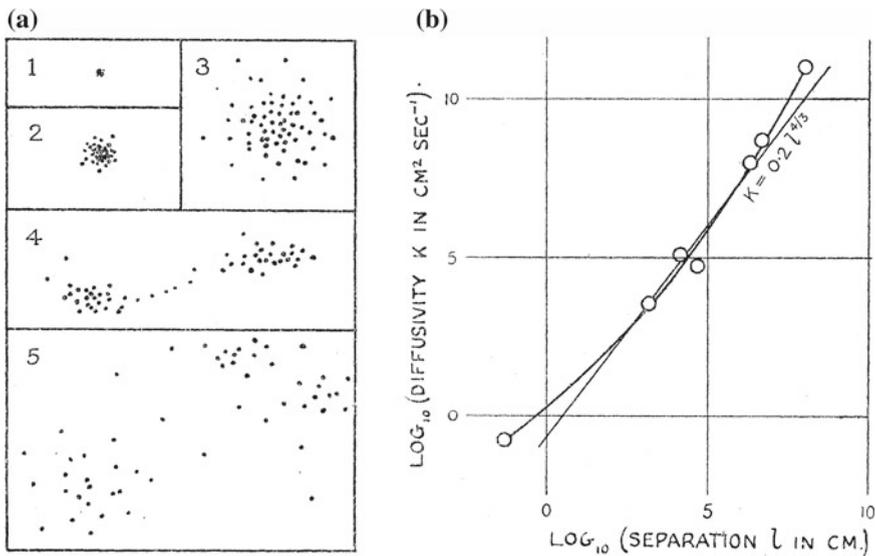 (a)
1
2
3
4
5
(b)
LOG₁₀ (DIFFUSIVITY K IN CM² SEC⁻¹).
10
5
0
K = 0.2 l^4/3
0
5
10
LOG₁₀ (SEPARATION l IN CM.)